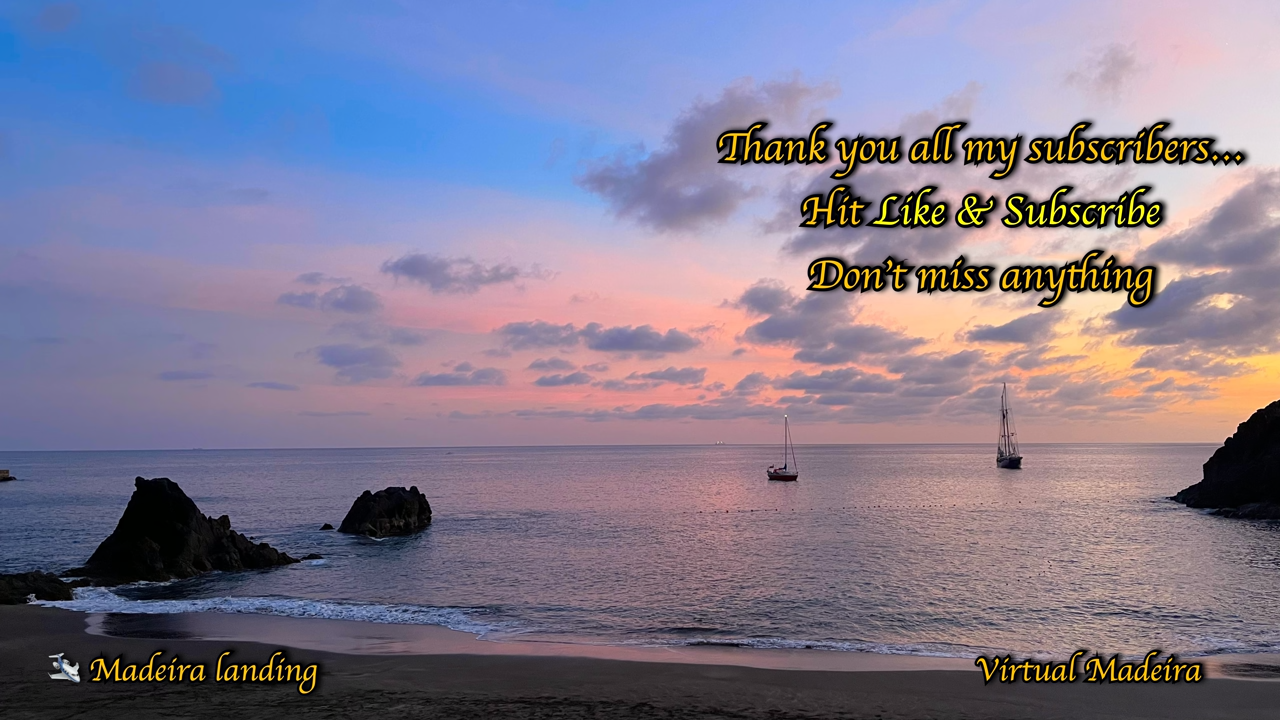 Thank you all my subscribers...
Hit Like & Subscribe
Don't miss anything
Madeira landing
Virtual Madeira